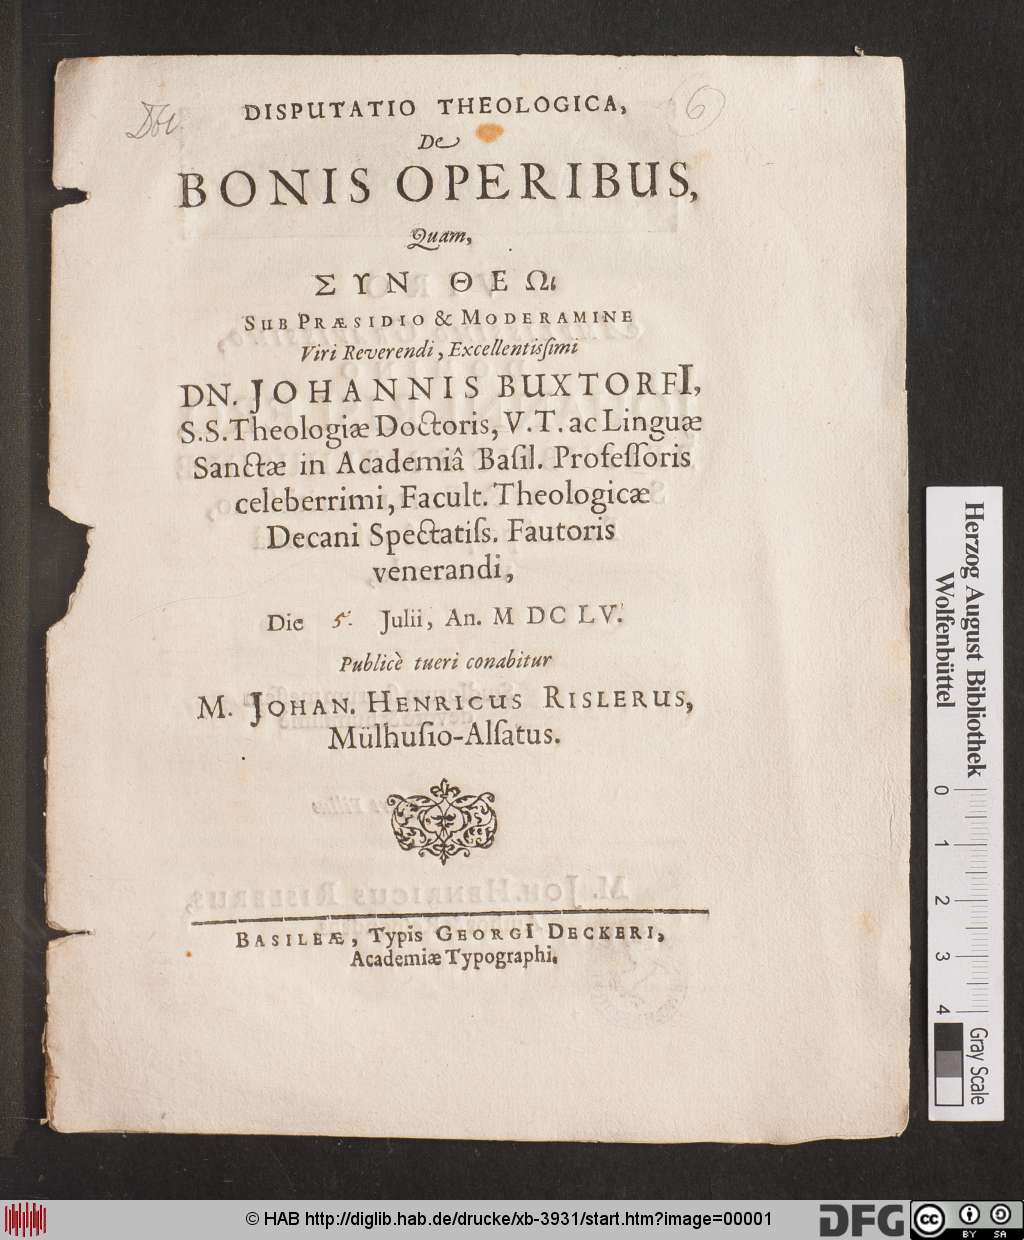 DISPUTATIO THEOLOGICA,
6
De
BONIS OPERIBUS,
Quam,
ΣΥΝ ΘΕΩι
SUB PRÆSIDIO & MODERAMINE
Viri Reverendi, Excellentiſſimi
DN. JOHANNIS BUXTORFI,
S.S. Theologiæ Doctoris, V.T. ac Linguæ
Sanctæ in Academiâ Baſil. Profeſſoris
celeberrimi, Facult. Theologicæ
Decani Spectatiſs. Fautoris
venerandi,
Die 5. Julii, An. M DC LV.
Publicè tueri conabitur
M. JOHAN. HENRICUS RISLERUS,
Mülhuſio-Alſatus.
BASILEÆ, Typis GEORGI DECKERI,
Academiæ Typographi.
Herzog August Bibliothek
Wolfenbüttel
0 1 2 3 4
Gray Scale
© HAB http://diglib.hab.de/drucke/xb-3931/start.htm?image=00001
DFG
cc BY SA